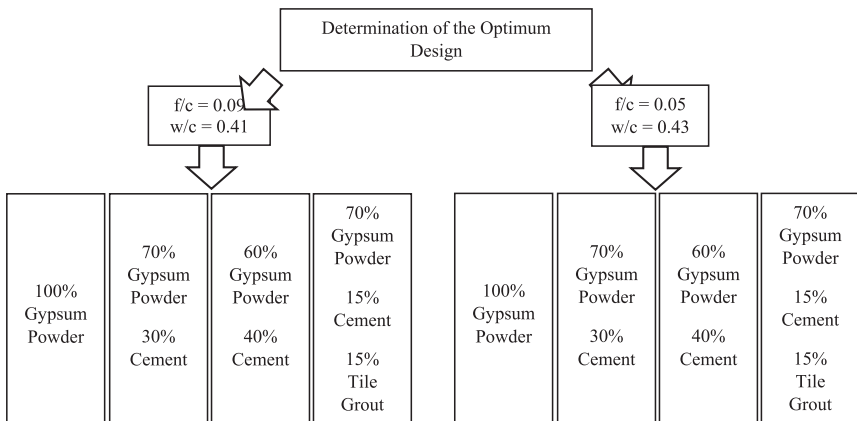 Determination of the Optimum
Design
f/c = 0.09
w/c = 0.41
f/c = 0.05
w/c = 0.43
100%
Gypsum
Powder
70%
Gypsum
Powder
30%
Cement
60%
Gypsum
Powder
40%
Cement
70%
Gypsum
Powder
15%
Cement
15%
Tile
Grout
100%
Gypsum
Powder
70%
Gypsum
Powder
30%
Cement
60%
Gypsum
Powder
40%
Cement
70%
Gypsum
Powder
15%
Cement
15%
Tile
Grout